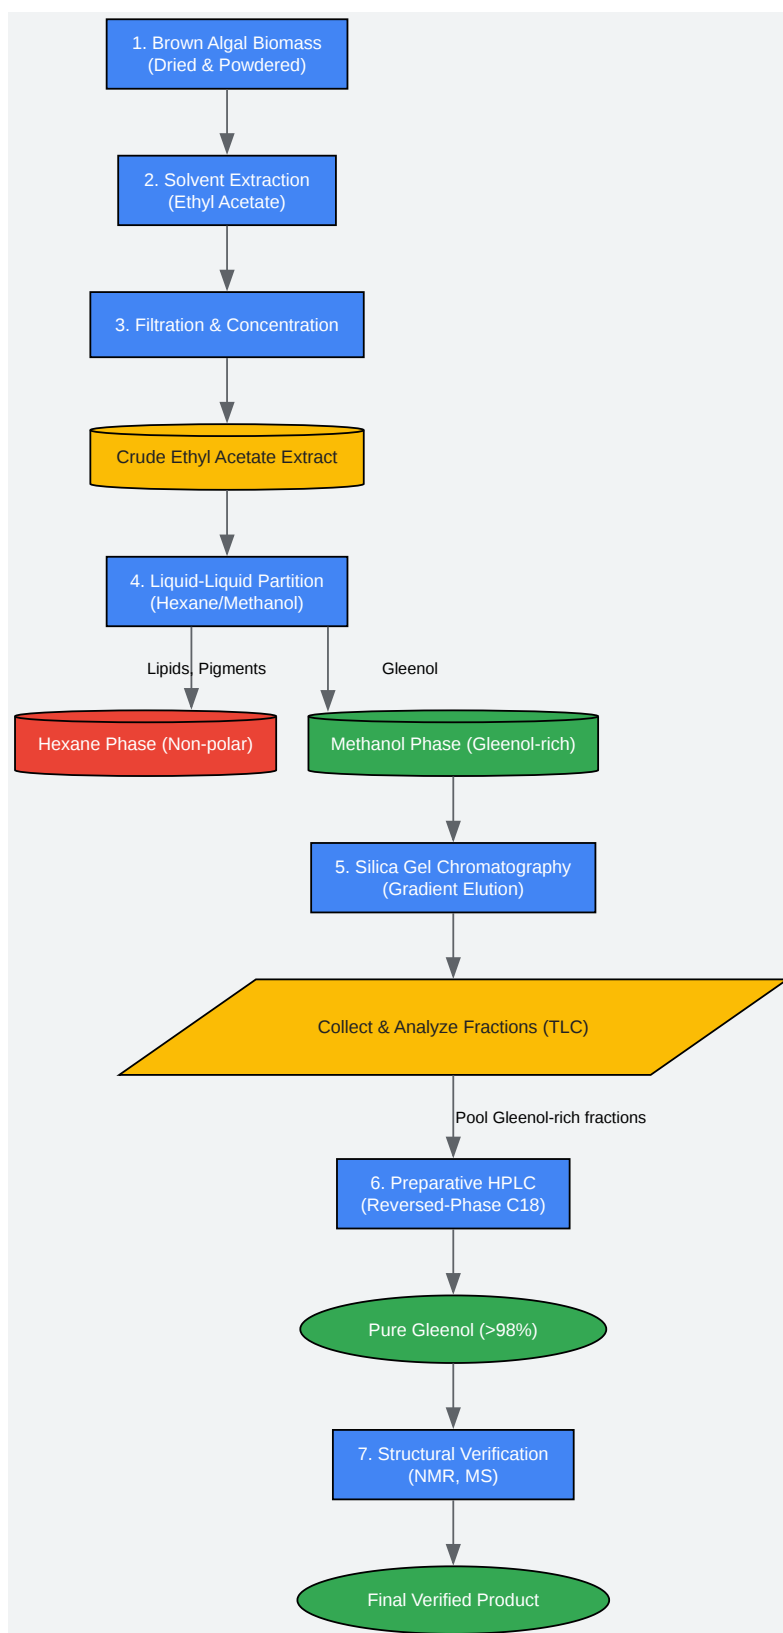 1. Brown Algal Biomass
(Dried & Powdered)
2. Solvent Extraction
(Ethyl Acetate)
3. Filtration & Concentration
Crude Ethyl Acetate Extract
4. Liquid-Liquid Partition
(Hexane/Methanol)
Lipids, Pigments
Gleenol
Hexane Phase (Non-polar)
Methanol Phase (Gleenol-rich)
5. Silica Gel Chromatography
(Gradient Elution)
Collect & Analyze Fractions (TLC)
Pool Gleenol-rich fractions
6. Preparative HPLC
(Reversed-Phase C18)
Pure Gleenol (>98%)
7. Structural Verification
(NMR, MS)
Final Verified Product